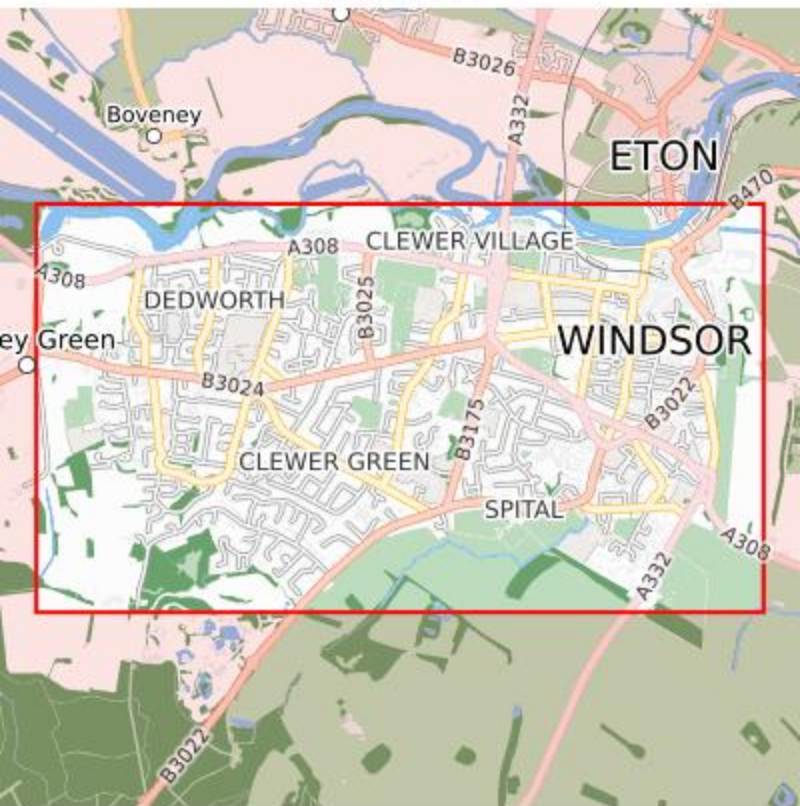 B3026
Boveney
A332
ETON
B470
A308
CLEWER VILLAGE
A308
DEDWORTH
B3025
ey Green
WINDSOR
B3024
B3022
B3175
CLEWER GREEN
SPITAL
A308
A332
B3022